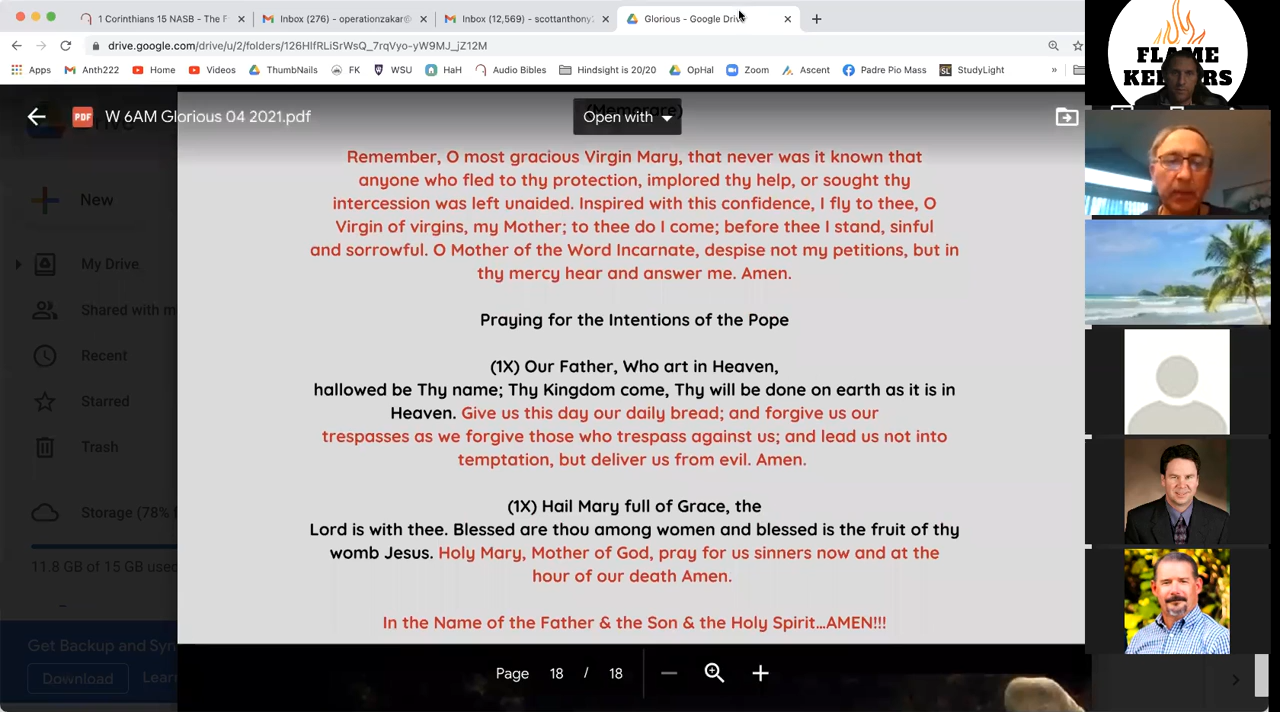 1 Corinthians 15 NASB - The F
Inbox (276) - operationzakar@
Inbox (12,569) - scottanthony
Glorious - Google Drive
drive.google.com/drive/u/2/folders/126HIfRLiSrWsQ_7rqVyo-yW9MJ_jZ12M
Apps
Anth222
Home
Videos
ThumbNails
FK
WSU
HaH
Audio Bibles
Hindsight is 20/20
OpHal
Zoom
Ascent
Padre Pio Mass
StudyLight
»
W 6AM Glorious 04 2021.pdf
(Memorare)
Open with
New
My Drive
Shared with m
Recent
Starred
Trash
Storage (78% f
11.8 GB of 15 GB used
Get Backup and Syn
Download
Learn
Remember, O most gracious Virgin Mary, that never was it known that
anyone who fled to thy protection, implored thy help, or sought thy
intercession was left unaided. Inspired with this confidence, I fly to thee, O
Virgin of virgins, my Mother; to thee do I come; before thee I stand, sinful
and sorrowful. O Mother of the Word Incarnate, despise not my petitions, but in
thy mercy hear and answer me. Amen.
Praying for the Intentions of the Pope
(1X) Our Father, Who art in Heaven,
hallowed be Thy name; Thy Kingdom come, Thy will be done on earth as it is in
Heaven. Give us this day our daily bread; and forgive us our
trespasses as we forgive those who trespass against us; and lead us not into
temptation, but deliver us from evil. Amen.
(1X) Hail Mary full of Grace, the
Lord is with thee. Blessed are thou among women and blessed is the fruit of thy
womb Jesus. Holy Mary, Mother of God, pray for us sinners now and at the
hour of our death Amen.
In the Name of the Father & the Son & the Holy Spirit...AMEN!!!
Page 18 / 18
FLAME
KEEPERS